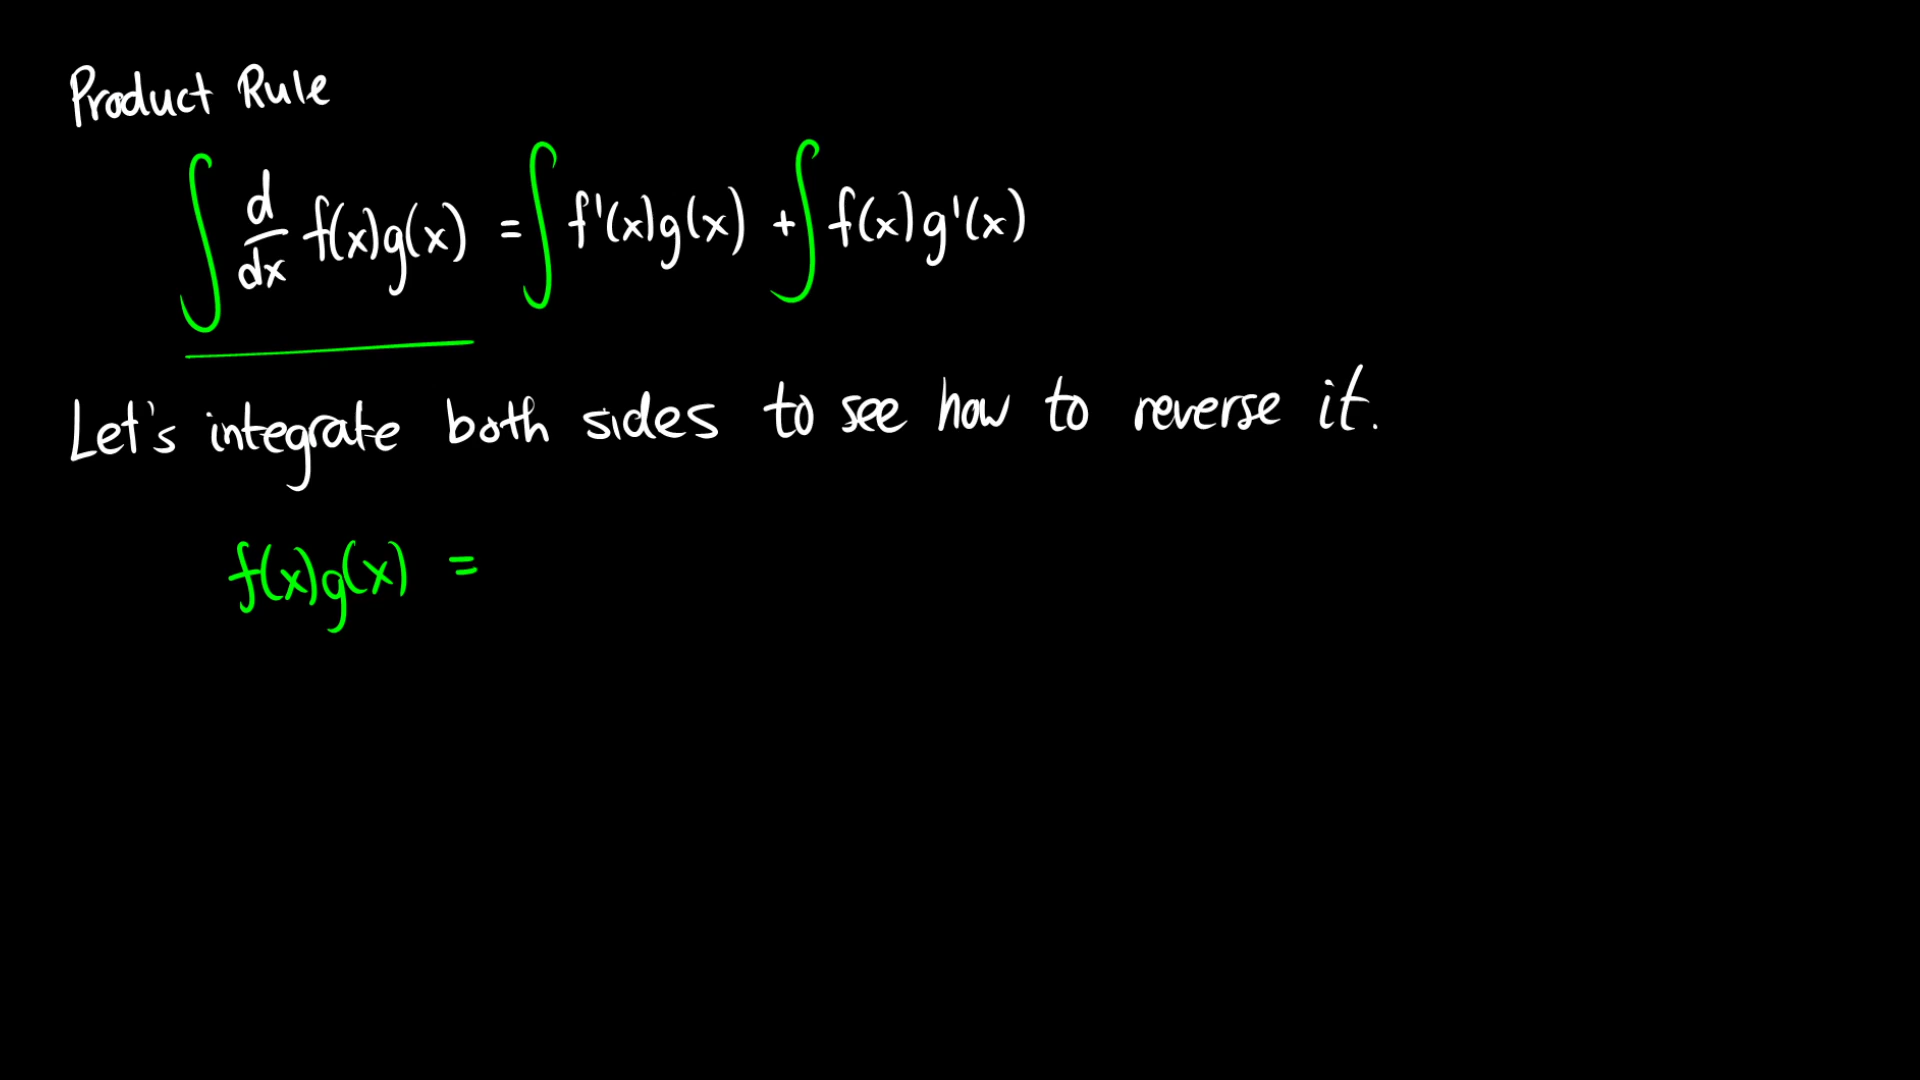 Product Rule
∫ d/dx f(x)g(x) = ∫ f'(x)g(x) + ∫ f(x)g'(x)
Let's integrate both sides to see how to reverse it.
f(x)g(x) =